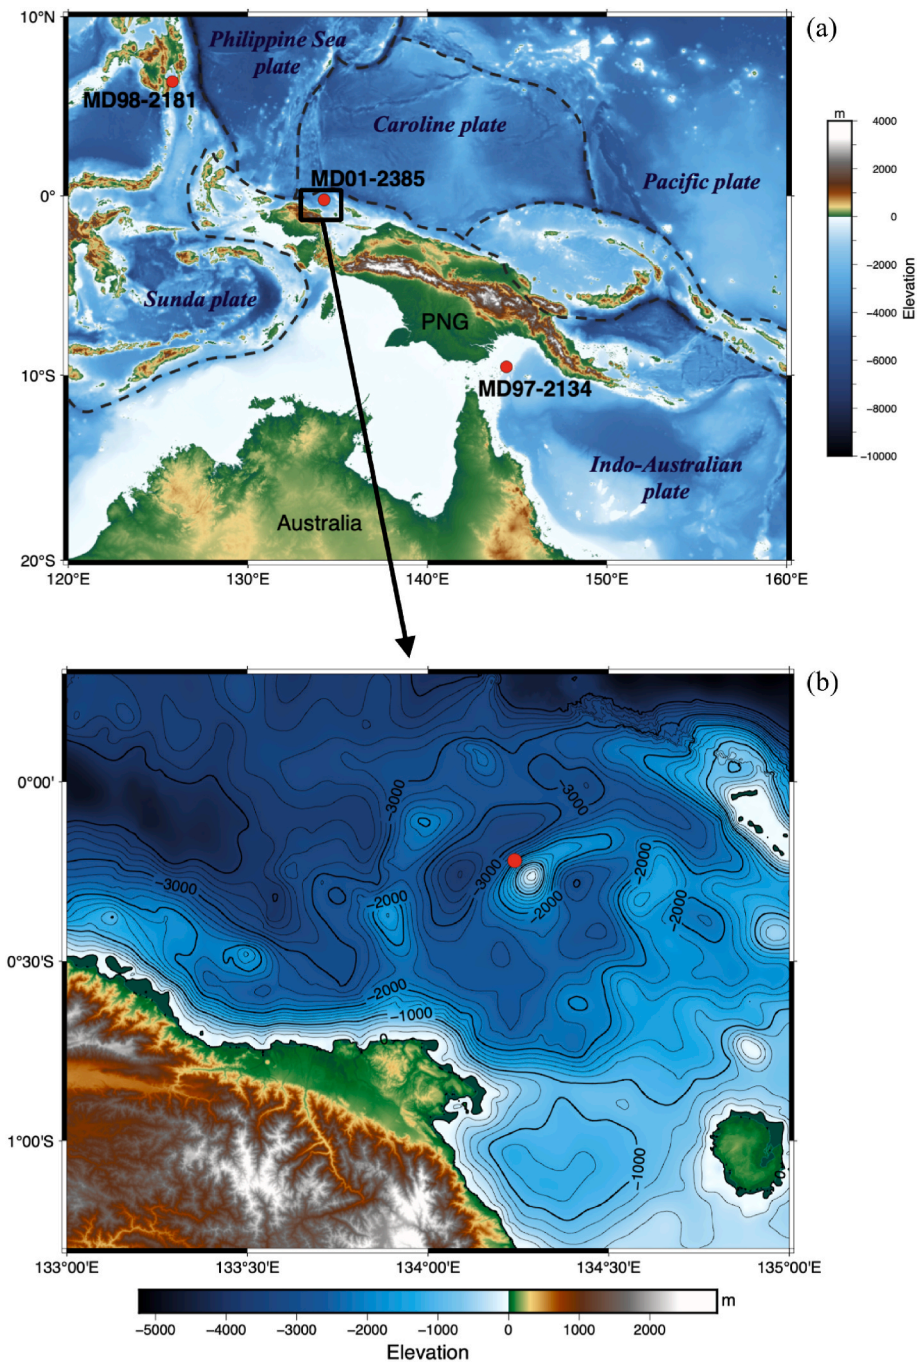 (a)
10°N
Philippine Sea
plate
MD98-2181
Caroline plate
m
4000
MD01-2385
Pacific plate
2000
0°
0
−2000
Sunda plate
−4000
Elevation
PNG
−6000
10°S
MD97-2134
−8000
Indo-Australian
plate
−10000
Australia
20°S
120°E
130°E
140°E
150°E
160°E
(b)
0°00'
−3000
−3000
−2000
−3000
−3000
−2000
−2000
−2000
0°30'S
−2000
−1000
0
1°00'S
−1000
0
133°00'E
133°30'E
134°00'E
134°30'E
135°00'E
m
−5000
−4000
−3000
−2000
−1000
0
1000
2000
Elevation